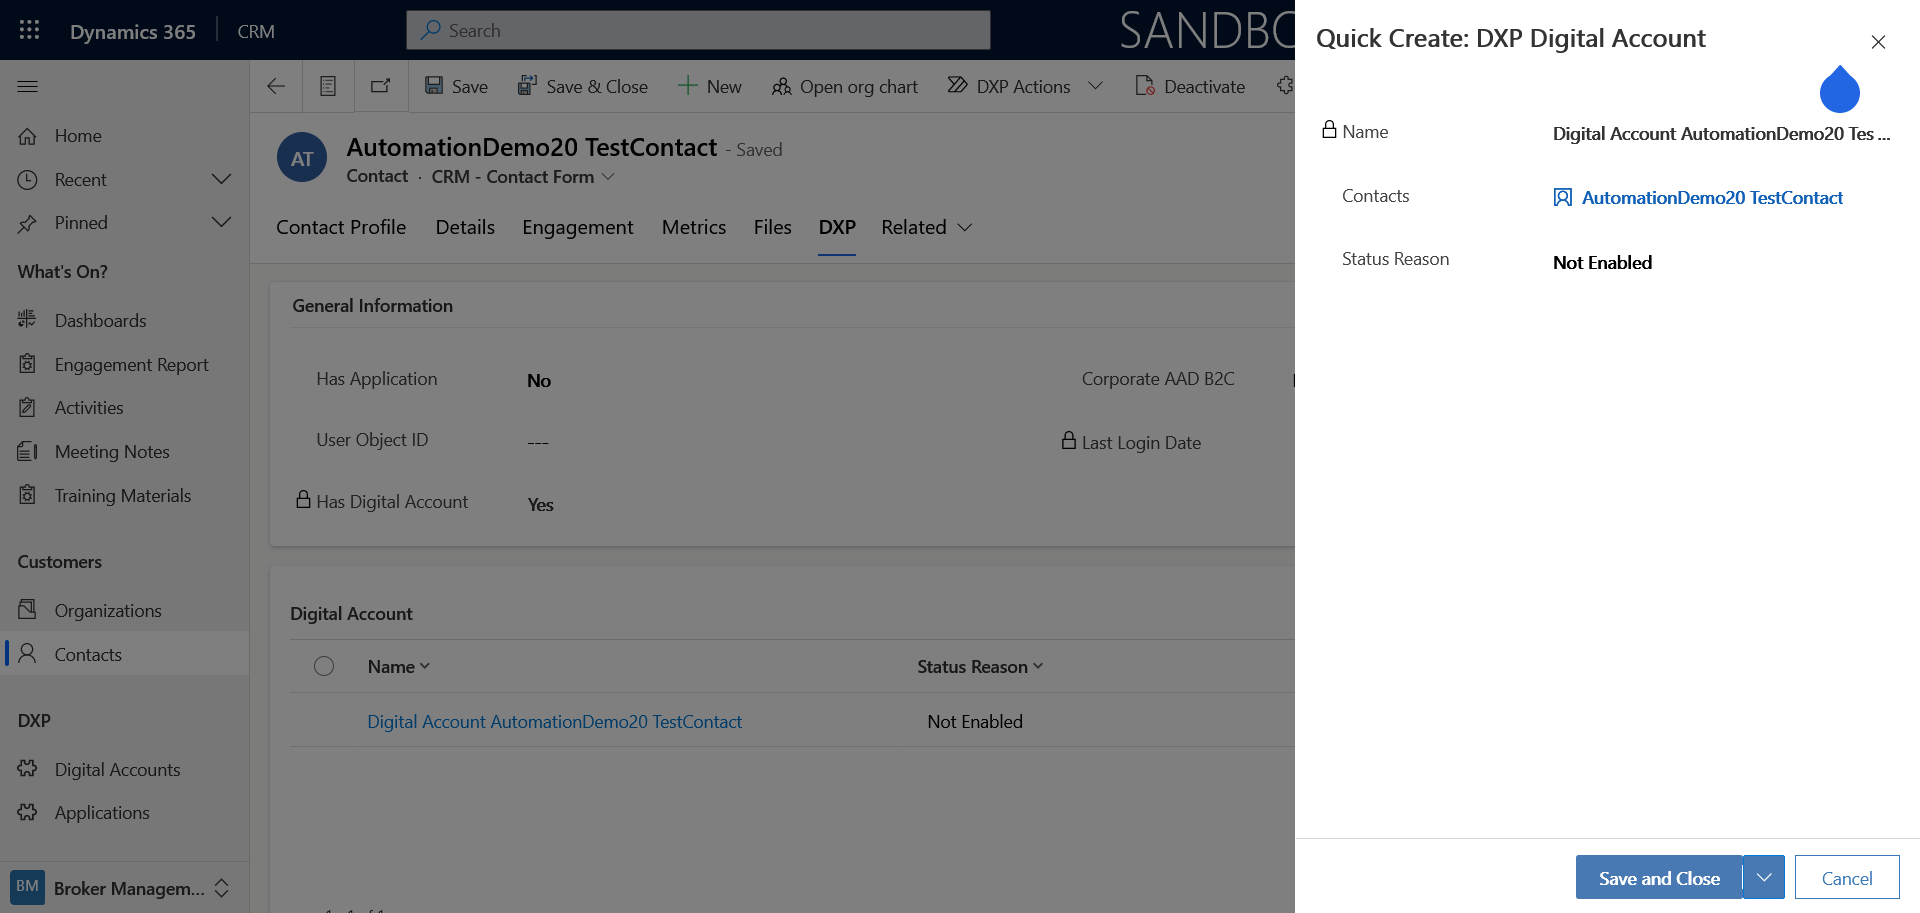 Dynamics 365
CRM
Search
SANDBO
Save
Save & Close
New
Open org chart
DXP Actions
Deactivate
Home
Recent
Pinned
What's On?
Dashboards
Engagement Report
Activities
Meeting Notes
Training Materials
Customers
Organizations
Contacts
DXP
Digital Accounts
Applications
BM
Broker Managem...
AT
AutomationDemo20 TestContact - Saved
Contact · CRM - Contact Form
Contact Profile
Details
Engagement
Metrics
Files
DXP
Related
General Information
Has Application
No
Corporate AAD B2C
User Object ID
---
Last Login Date
Has Digital Account
Yes
Digital Account
Name
Status Reason
Digital Account AutomationDemo20 TestContact
Not Enabled
Quick Create: DXP Digital Account
Name
Digital Account AutomationDemo20 Tes ...
Contacts
AutomationDemo20 TestContact
Status Reason
Not Enabled
Save and Close
Cancel